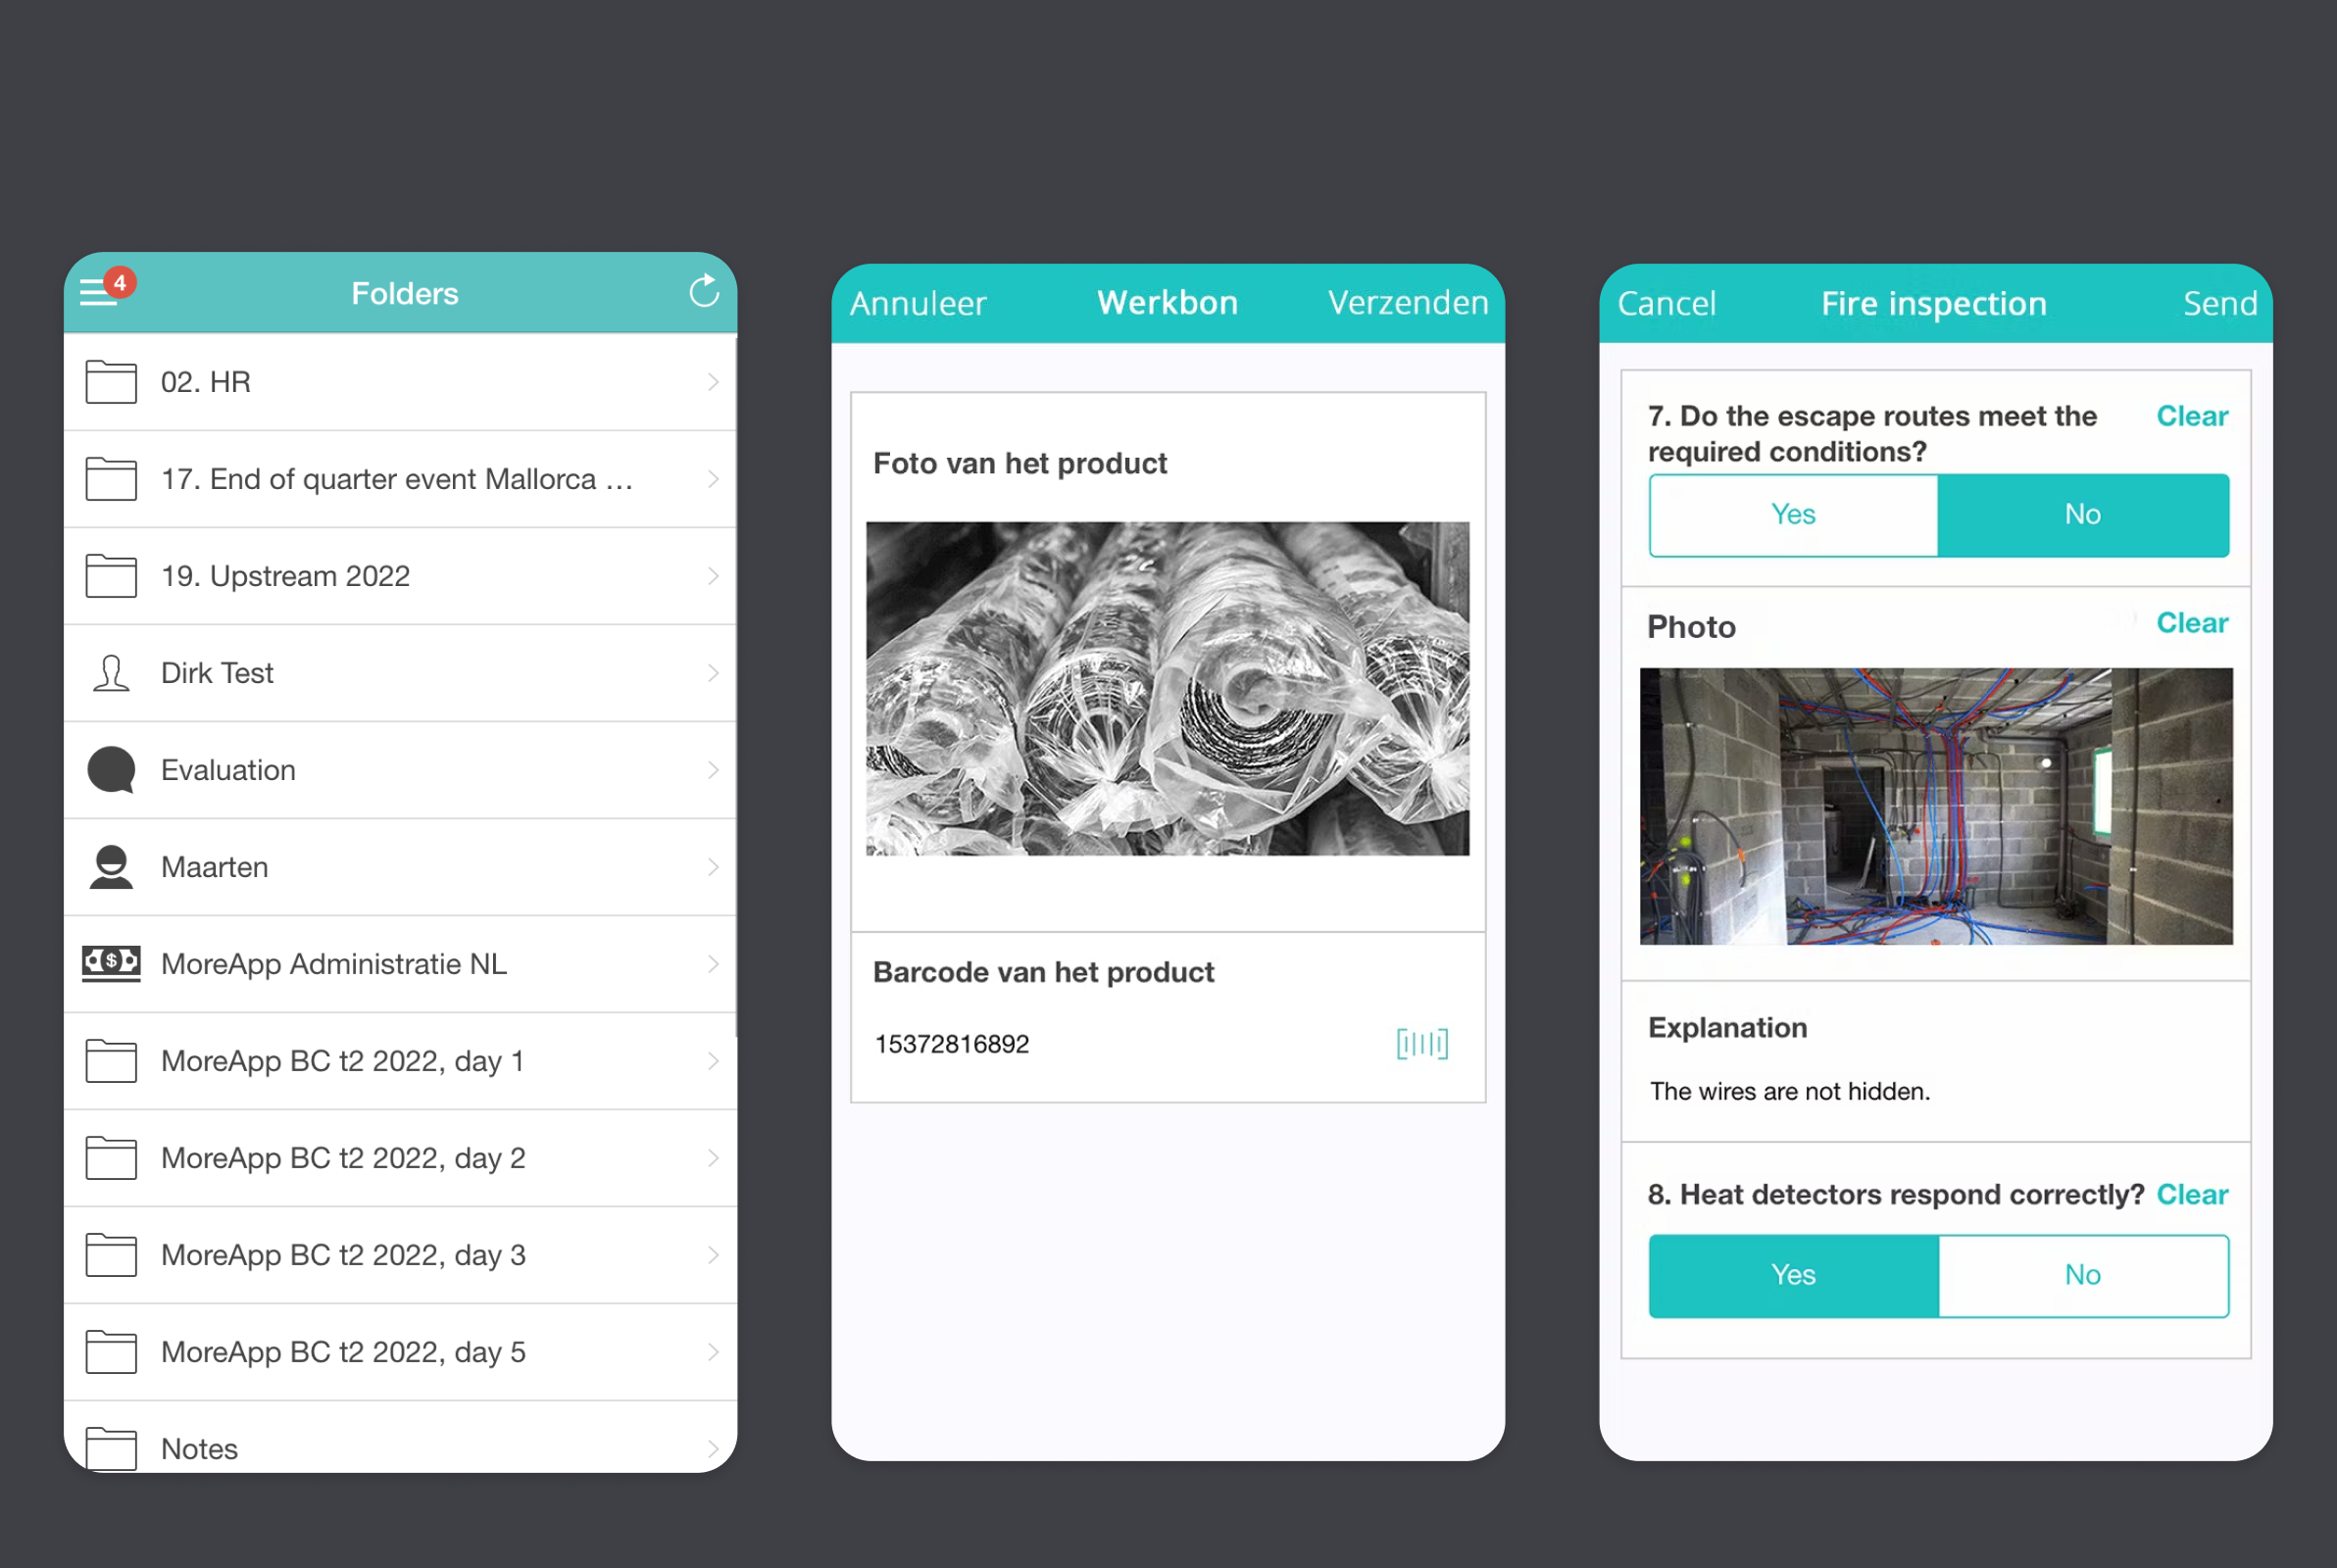 4
Folders
02. HR
17. End of quarter event Mallorca ...
19. Upstream 2022
Dirk Test
Evaluation
Maarten
MoreApp Administratie NL
MoreApp BC t2 2022, day 1
MoreApp BC t2 2022, day 2
MoreApp BC t2 2022, day 3
MoreApp BC t2 2022, day 5
Notes
Annuleer Werkbon Verzenden
Foto van het product
Barcode van het product
15372816892
Cancel Fire inspection Send
7. Do the escape routes meet the Clear
required conditions?
Yes No
Photo Clear
Explanation
The wires are not hidden.
8. Heat detectors respond correctly? Clear
Yes No